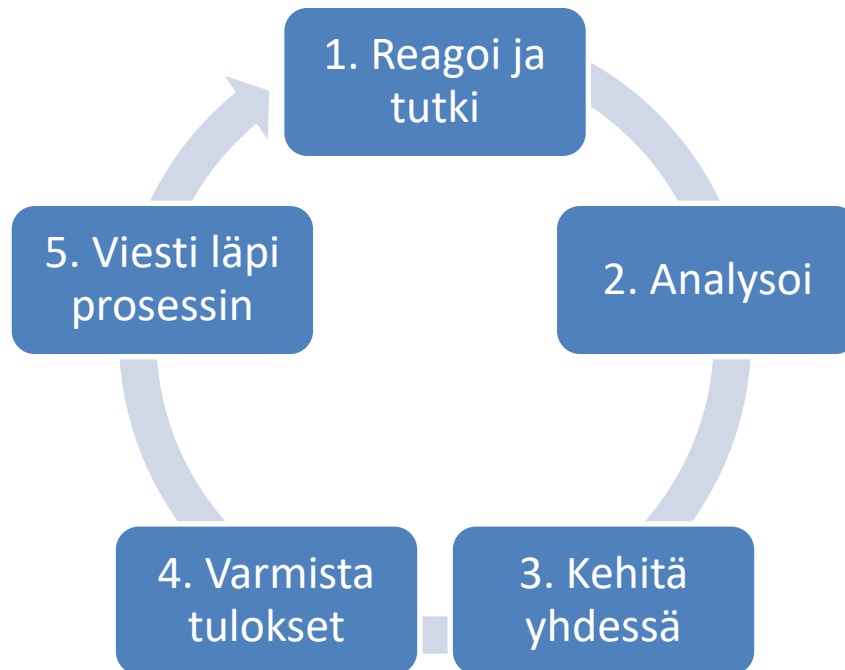 1. Reagoi ja
tutki
2. Analysoi
3. Kehitä
yhdessä
4. Varmista
tulokset
5. Viesti läpi
prosessin